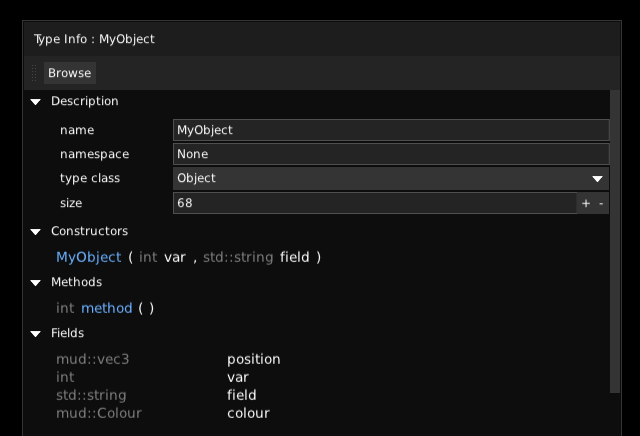 Type Info : MyObject
Browse
Description
name MyObject
namespace None
type class Object
size 68 + -
Constructors
MyObject ( int var , std::string field )
Methods
int method ( )
Fields
mud::vec3 position
int var
std::string field
mud::Colour colour